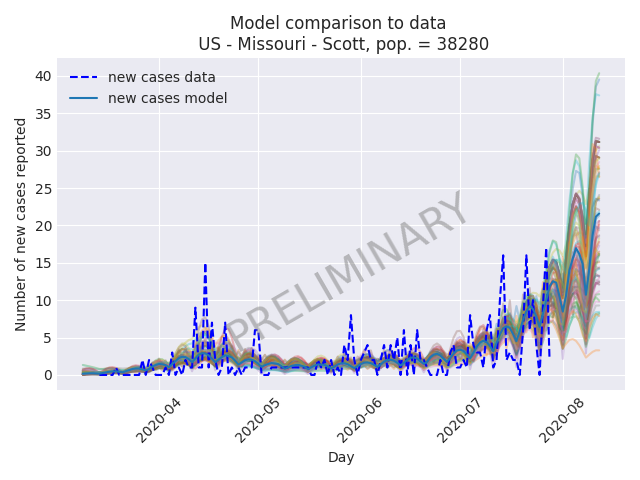 Model comparison to data
US - Missouri - Scott, pop. = 38280
40
35
30
25
20
15
10
5
0
Number of new cases reported
new cases data
new cases model
PRELIMINARY
2020-04
2020-05
2020-06
2020-07
2020-08
Day